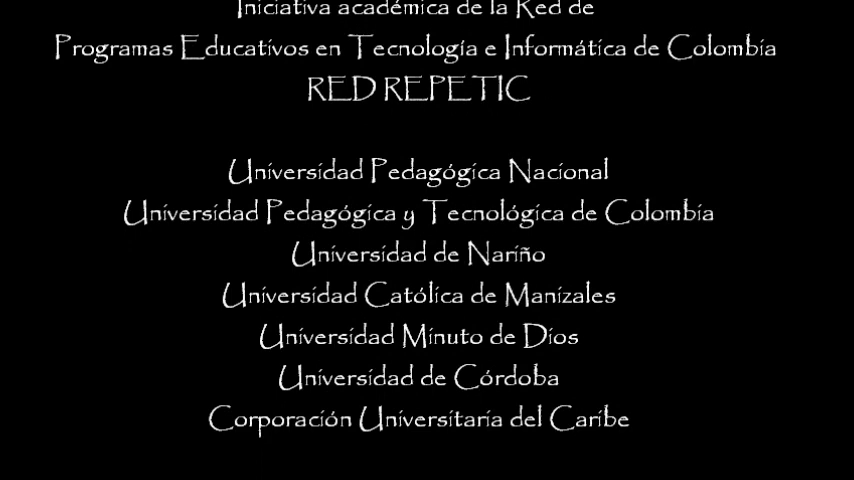 Iniciativa académica de la Red de
Programas Educativos en Tecnología e Informática de Colombia
RED REPETIC
Universidad Pedagógica Nacional
Universidad Pedagógica y Tecnológica de Colombia
Universidad de Nariño
Universidad Católica de Manizales
Universidad Minuto de Dios
Universidad de Córdoba
Corporación Universitaria del Caribe